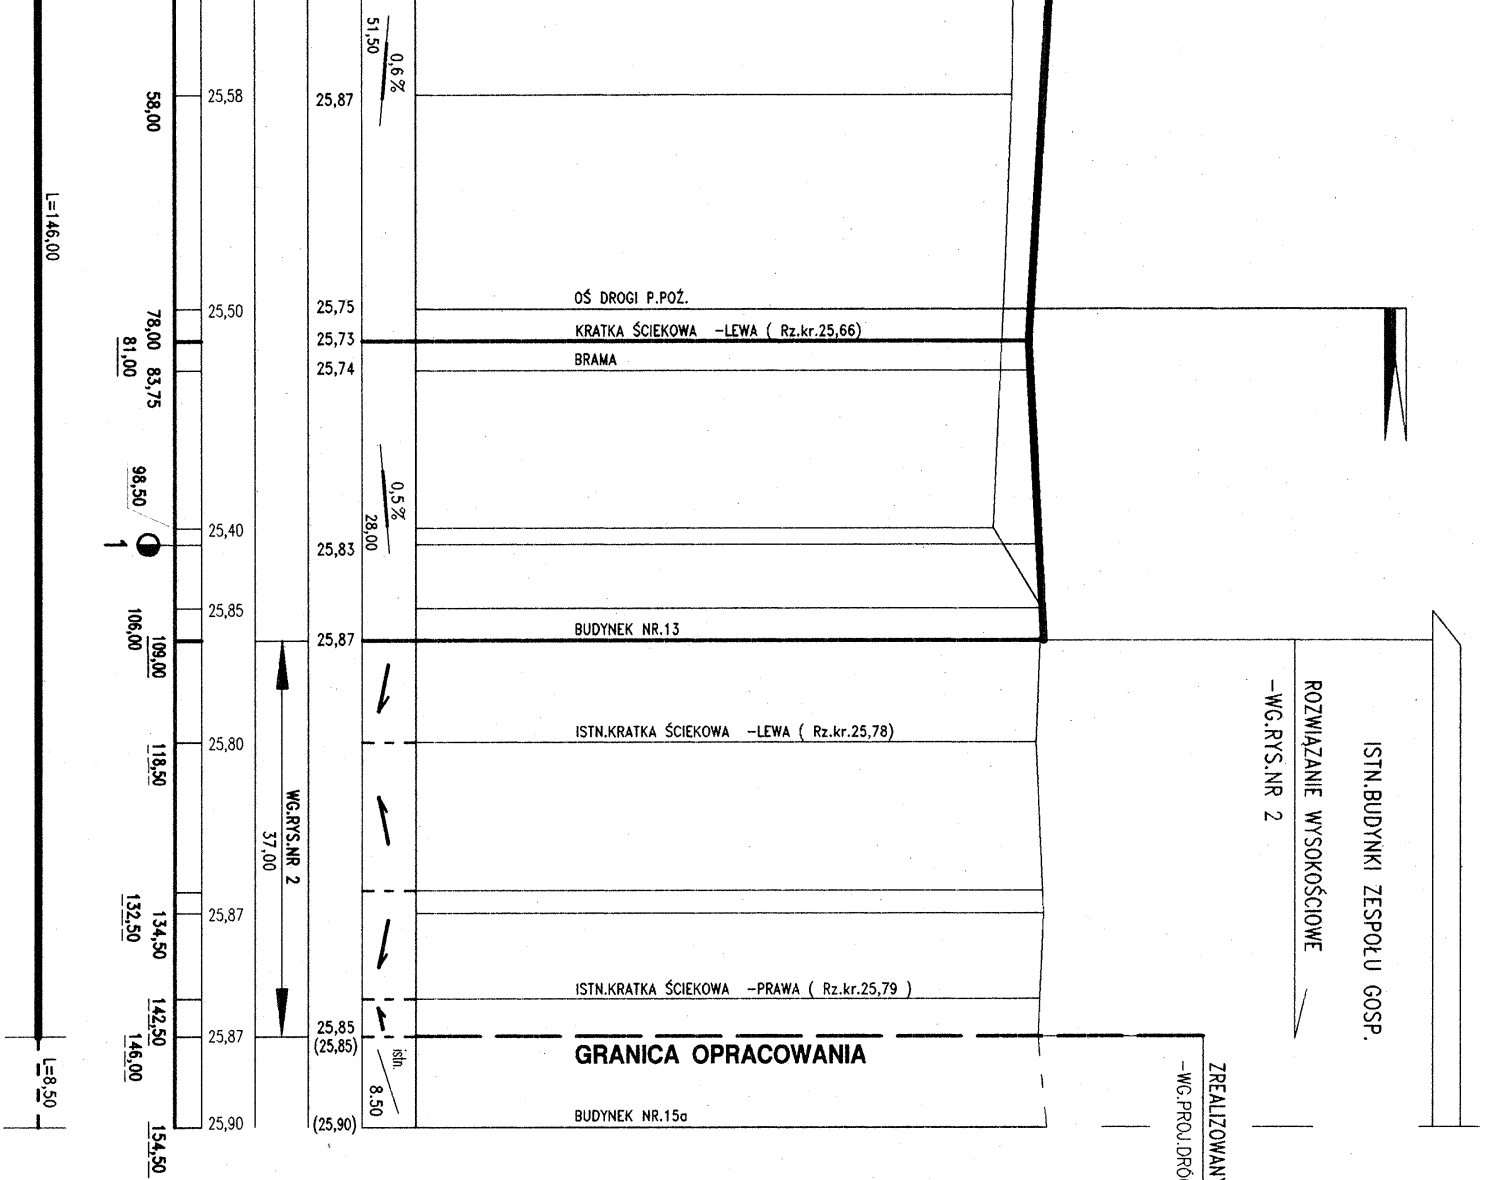 51,50
0,6%
58,00
25,58
25,87
L=146,00
OŚ DROGI P.POŻ.
78,00
25,50
25,75
KRATKA ŚCIEKOWA -LEWA ( Rz.kr.25,66)
81,00
25,73
BRAMA
83,75
25,74
98,50
0,5%
28,00
25,40
1
25,83
106,00
25,85
BUDYNEK NR.13
109,00
25,87
ROZWIĄZANIE WYSOKOŚCIOWE
-WG.RYS.NR 2
ISTN.KRATKA ŚCIEKOWA -LEWA ( Rz.kr.25,78)
118,50
25,80
ISTN.BUDYNKI ZESPOŁU GOSP.
WG.RYS.NR 2
37,00
132,50
134,50
25,87
ISTN.KRATKA ŚCIEKOWA -PRAWA ( Rz.kr.25,79 )
142,50
146,00
25,87
25,85
(25,85)
istn.
8.50
GRANICA OPRACOWANIA
L=8,50
BUDYNEK NR.15a
154,50
25,90
(25,90)
ZREALIZOWAN
-WG.PROJ.DRÓ